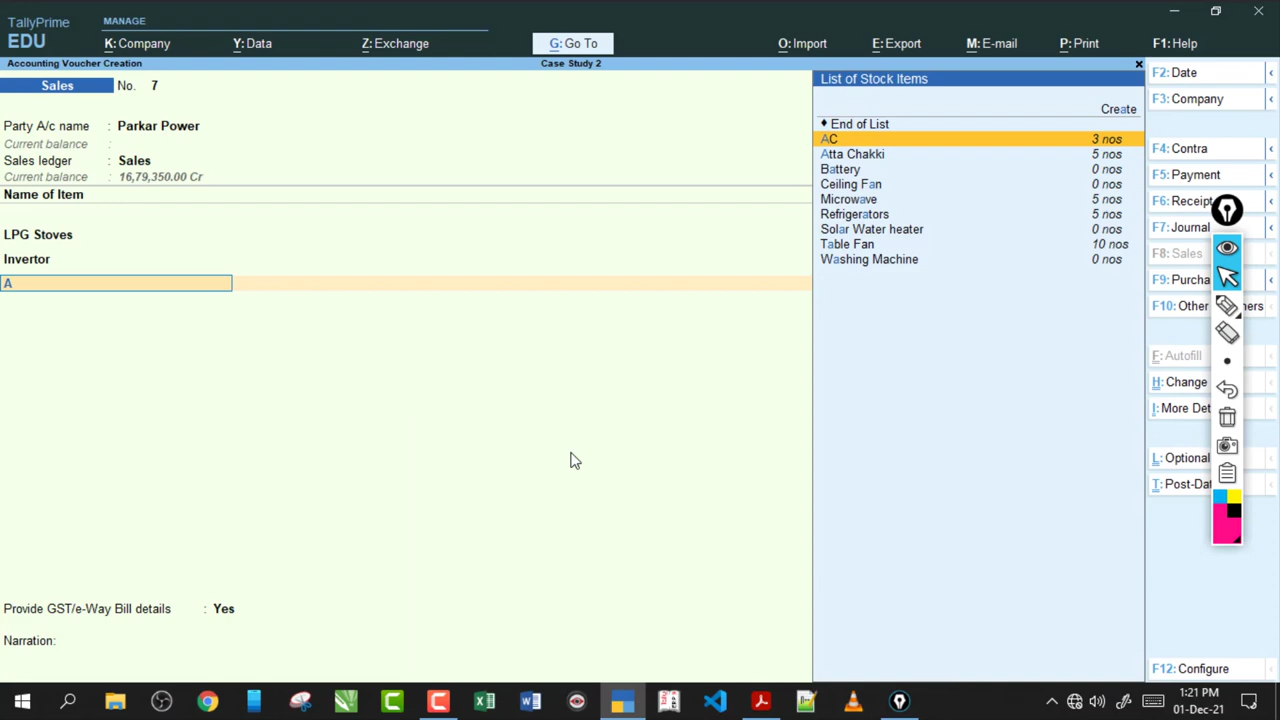 TallyPrime
EDU
MANAGE
K:Company
Y:Data
Z:Exchange
G:Go To
O:Import
E:Export
M:E-mail
P:Print
F1:Help
Accounting Voucher Creation
Case Study 2
×
Sales No. 7
Party A/c name : Parkar Power
Current balance :
Sales ledger : Sales
Current balance : 16,79,350.00 Cr
Name of Item
LPG Stoves
Invertor
A
Provide GST/e-Way Bill details : Yes
Narration:
List of Stock Items
Create
♦ End of List
AC 3 nos
Atta Chakki 5 nos
Battery 0 nos
Ceiling Fan 0 nos
Microwave 5 nos
Refrigerators 5 nos
Solar Water heater 0 nos
Table Fan 10 nos
Washing Machine 0 nos
F2:Date
F3:Company
F4:Contra
F5:Payment
F6:Receipt
F7:Journal
F8:Sales
F9:Purcha
F10:Other
F:Autofill
H:Change
I:More Det
L:Optional
T:Post-Dat
F12:Configure
1:21 PM
01-Dec-21